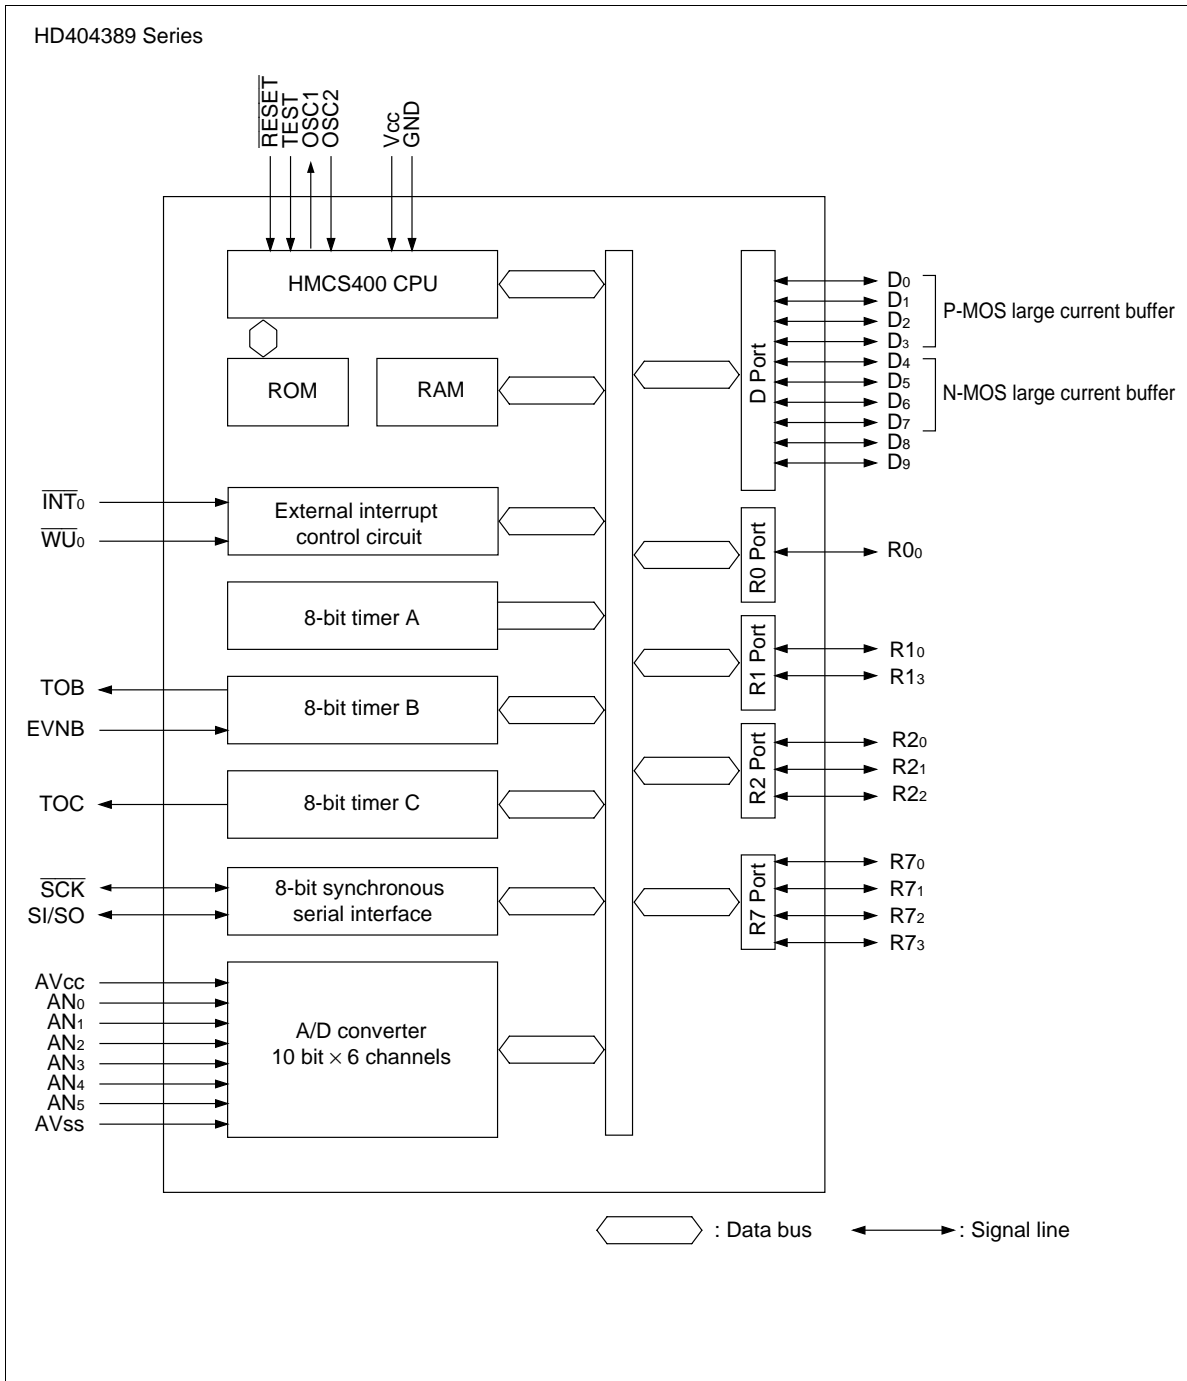 HD404389 Series
RESET
TEST
OSC1
OSC2
Vcc
GND
HMCS400 CPU
ROM
RAM
External interrupt
control circuit
8-bit timer A
8-bit timer B
8-bit timer C
8-bit synchronous
serial interface
A/D converter
10 bit × 6 channels
INT0
WU0
TOB
EVNB
TOC
SCK
SI/SO
AVcc
AN0
AN1
AN2
AN3
AN4
AN5
AVss
D Port
R0 Port
R1 Port
R2 Port
R7 Port
D0
D1
D2
D3
D4
D5
D6
D7
D8
D9
P-MOS large current buffer
N-MOS large current buffer
R00
R10
R13
R20
R21
R22
R70
R71
R72
R73
: Data bus
: Signal line